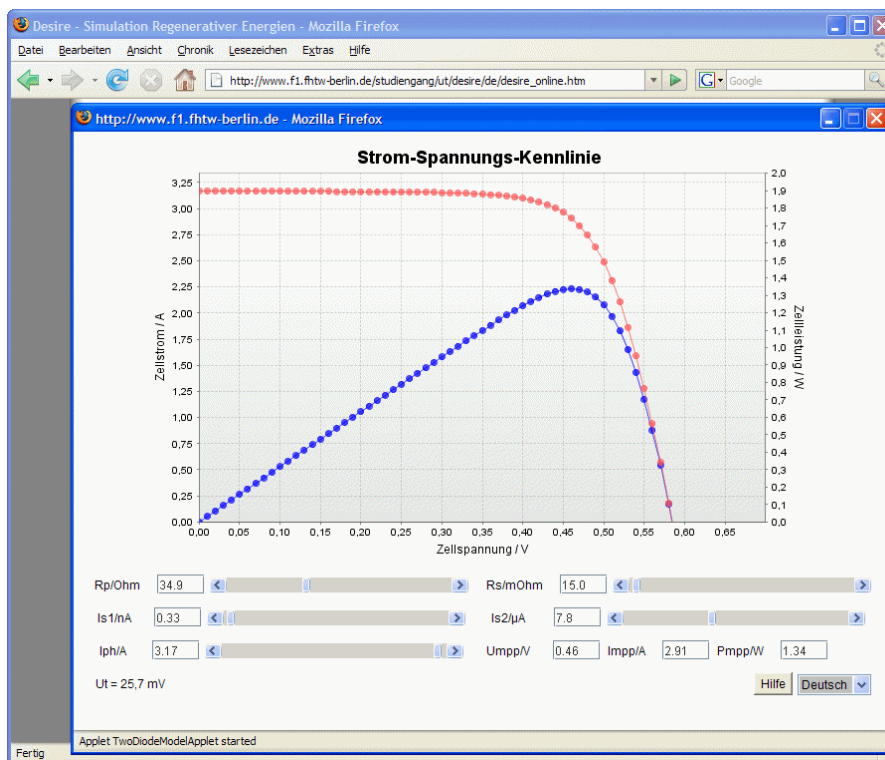 Desire - Simulation Regenerativer Energien - Mozilla Firefox
Datei Bearbeiten Ansicht Chronik Lesezeichen Extras Hilfe
http://www.f1.fhtw-berlin.de/studiengang/ut/desire/de/desire_online.htm
G Google
http://www.f1.fhtw-berlin.de - Mozilla Firefox
Strom-Spannungs-Kennlinie
Zellstrom / A
3,25
3,00
2,75
2,50
2,25
2,00
1,75
1,50
1,25
1,00
0,75
0,50
0,25
0,00
2,0
1,9
1,8
1,7
1,6
1,5
1,4
1,3
1,2
1,1
1,0
0,9
0,8
0,7
0,6
0,5
0,4
0,3
0,2
0,1
0,0
Zellleistung / W
0,00 0,05 0,10 0,15 0,20 0,25 0,30 0,35 0,40 0,45 0,50 0,55 0,60 0,65
Zellspannung / V
Rp/Ohm 34.9 Rs/mOhm 15.0
Is1/nA 0.33 Is2/µA 7.8
Iph/A 3.17 Umpp/V 0.46 Impp/A 2.91 Pmpp/W 1.34
Ut = 25,7 mV Hilfe Deutsch
Applet TwoDiodeModelApplet started
Fertig